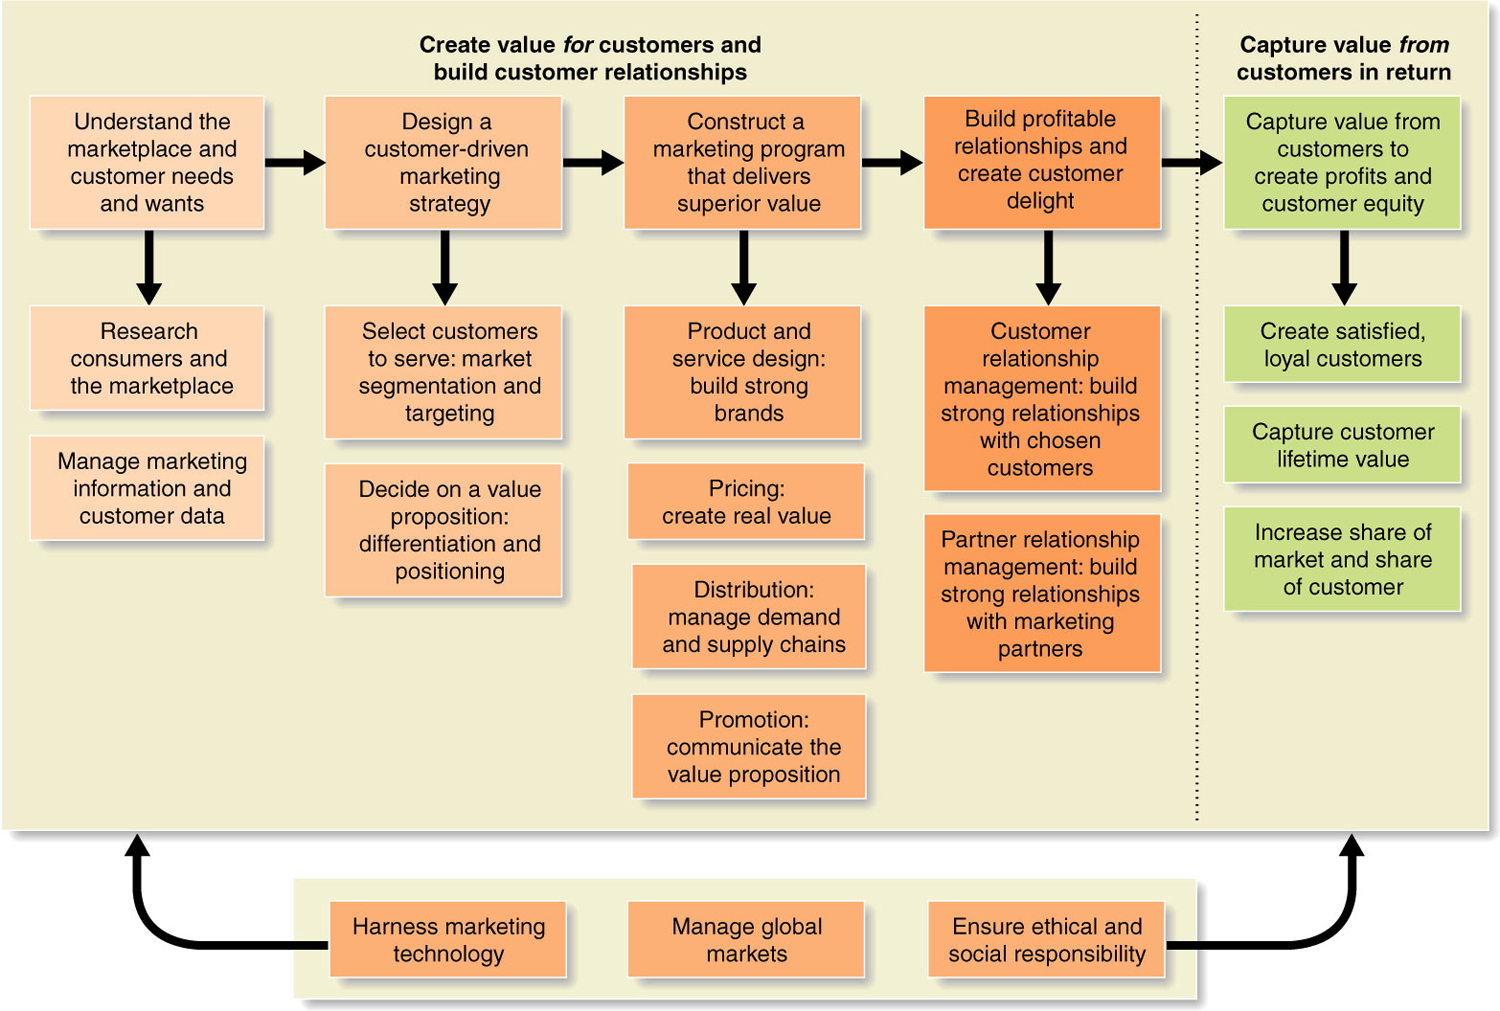 Create value for customers and
build customer relationships
Capture value from
customers in return
Understand the
marketplace and
customer needs
and wants
Design a
customer-driven
marketing
strategy
Construct a
marketing program
that delivers
superior value
Build profitable
relationships and
create customer
delight
Capture value from
customers to
create profits and
customer equity
Research
consumers and
the marketplace
Manage marketing
information and
customer data
Select customers
to serve: market
segmentation and
targeting
Decide on a value
proposition:
differentiation and
positioning
Product and
service design:
build strong
brands
Pricing:
create real value
Distribution:
manage demand
and supply chains
Promotion:
communicate the
value proposition
Customer
relationship
management: build
strong relationships
with chosen
customers
Partner relationship
management: build
strong relationships
with marketing
partners
Create satisfied,
loyal customers
Capture customer
lifetime value
Increase share of
market and share
of customer
Harness marketing
technology
Manage global
markets
Ensure ethical and
social responsibility